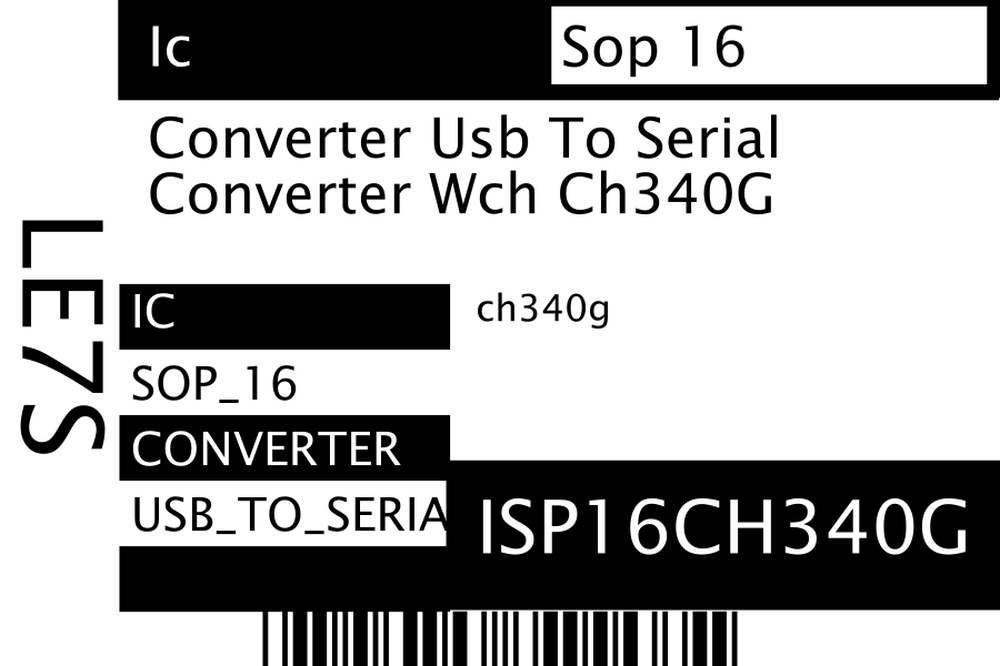 Ic
Sop 16
Converter Usb To Serial
Converter Wch Ch340G
LE7S
IC
ch340g
SOP_16
CONVERTER
USB_TO_SERIA
ISP16CH340G